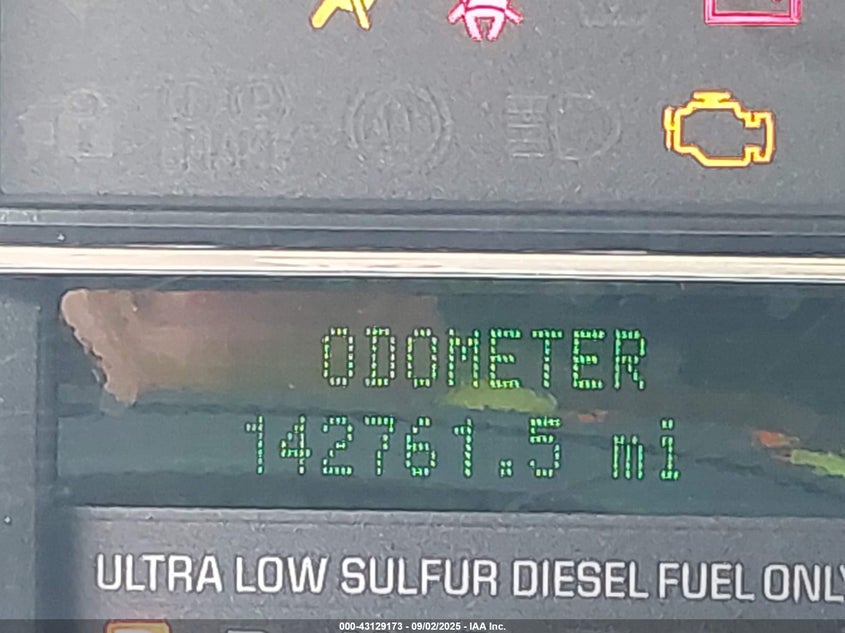 ODOMETER
142761.5 mi
ULTRA LOW SULFUR DIESEL FUEL ONLY
000-43129173 - 09/02/2025 - IAA Inc.